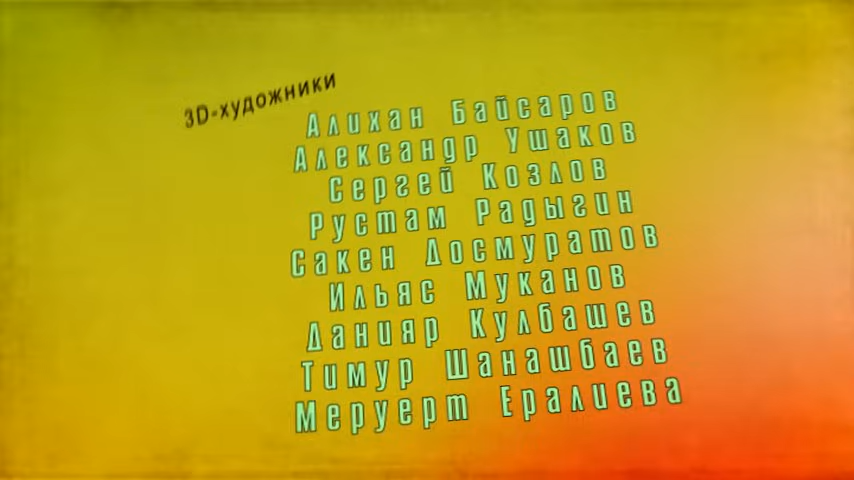 3D-художники
Алихан Байсаров
Александр Ушаков
Сергей Козлов
Рустам Радыгин
Сакен Досмуратов
Ильяс Муканов
Данияр Кулбашев
Тимур Шанашбаев
Меруерт Ералиева